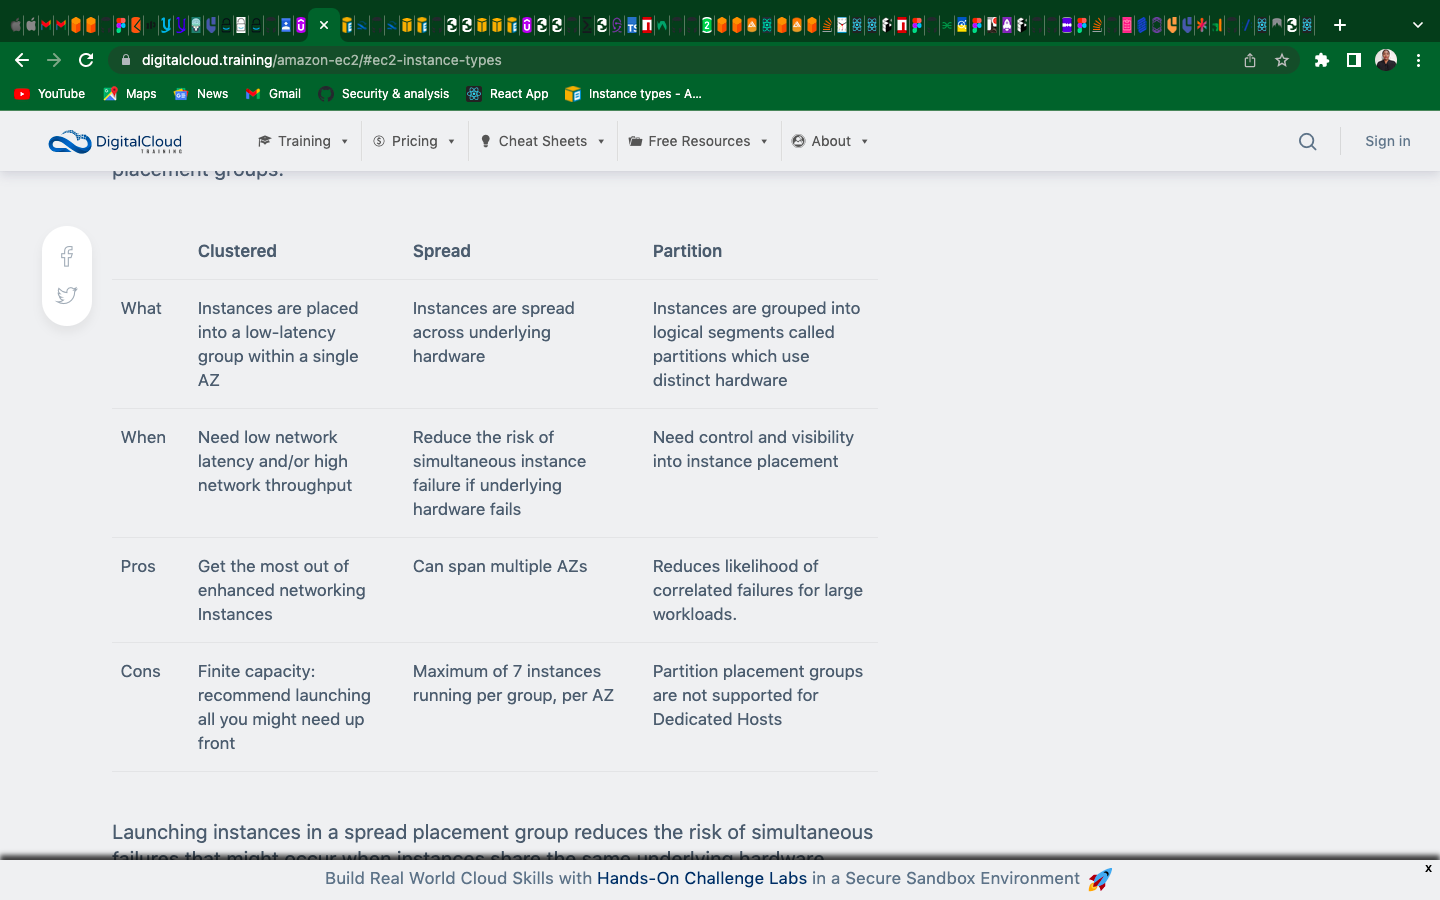 digitalcloud.training/amazon-ec2/#ec2-instance-types
YouTube Maps News Gmail Security & analysis React App Instance types - A...
DigitalCloud
TRAINING
Training Pricing Cheat Sheets Free Resources About Sign in
placement groups.
Clustered Spread Partition
What
Instances are placed
into a low-latency
group within a single
AZ
Instances are spread
across underlying
hardware
Instances are grouped into
logical segments called
partitions which use
distinct hardware
When
Need low network
latency and/or high
network throughput
Reduce the risk of
simultaneous instance
failure if underlying
hardware fails
Need control and visibility
into instance placement
Pros
Get the most out of
enhanced networking
Instances
Can span multiple AZs
Reduces likelihood of
correlated failures for large
workloads.
Cons
Finite capacity:
recommend launching
all you might need up
front
Maximum of 7 instances
running per group, per AZ
Partition placement groups
are not supported for
Dedicated Hosts
Launching instances in a spread placement group reduces the risk of simultaneous
failures that might occur when instances share the same underlying hardware
Build Real World Cloud Skills with Hands-On Challenge Labs in a Secure Sandbox Environment
x